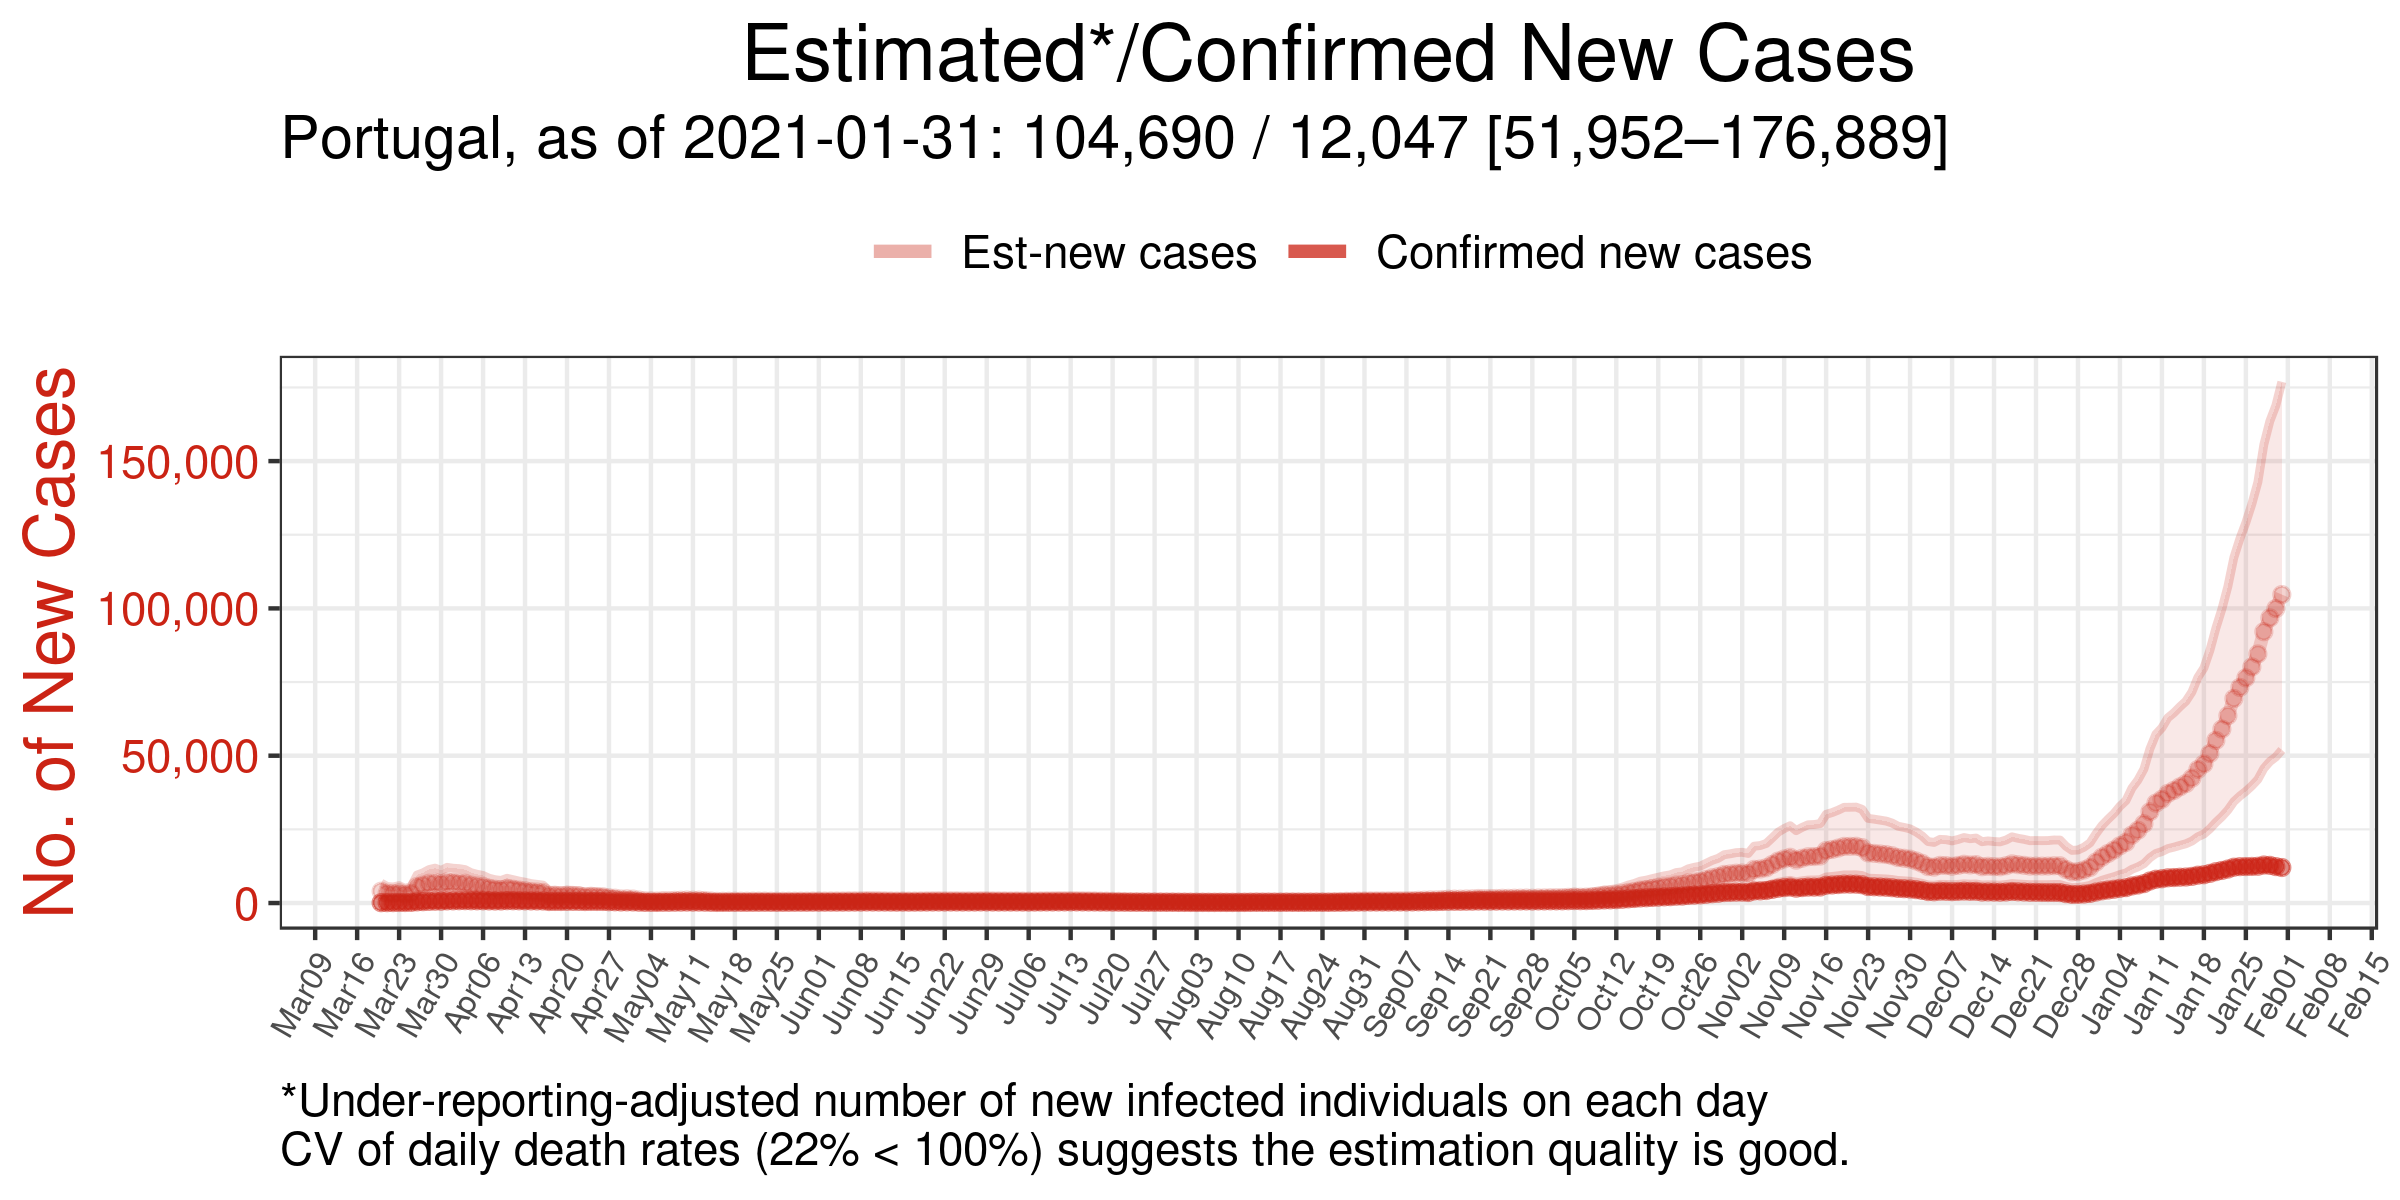 Estimated*/Confirmed New Cases
Portugal, as of 2021-01-31: 104,690 / 12,047 [51,952–176,889]
Est-new cases
Confirmed new cases
No. of New Cases
150,000
100,000
50,000
0
Mar09
Mar16
Mar23
Mar30
Apr06
Apr13
Apr20
Apr27
May04
May11
May18
May25
Jun01
Jun08
Jun15
Jun22
Jun29
Jul06
Jul13
Jul20
Jul27
Aug03
Aug10
Aug17
Aug24
Aug31
Sep07
Sep14
Sep21
Sep28
Oct05
Oct12
Oct19
Oct26
Nov02
Nov09
Nov16
Nov23
Nov30
Dec07
Dec14
Dec21
Dec28
Jan04
Jan11
Jan18
Jan25
Feb01
Feb08
Feb15
*Under-reporting-adjusted number of new infected individuals on each day
CV of daily death rates (22% < 100%) suggests the estimation quality is good.